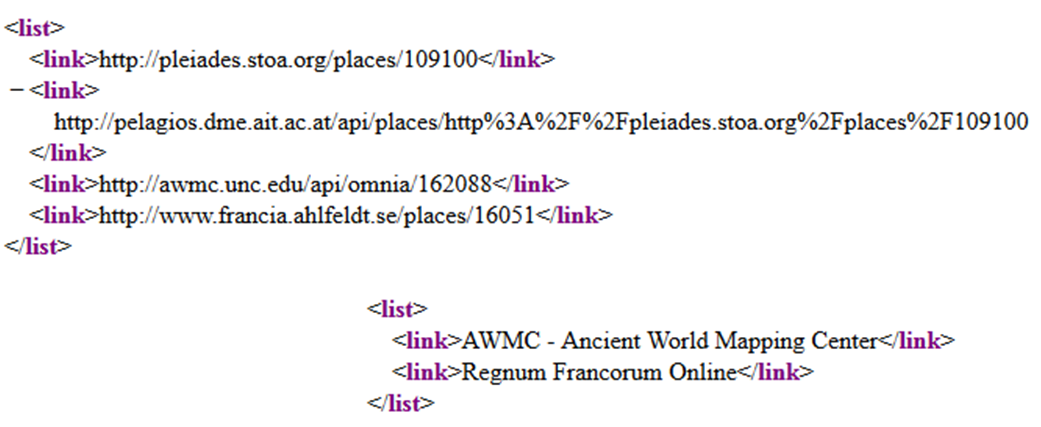 <list>
<link>http://pleiades.stoa.org/places/109100</link>
−<link>
http://pelagios.dme.ait.ac.at/api/places/http%3A%2F%2Fpleiades.stoa.org%2Fplaces%2F109100
</link>
<link>http://awmc.unc.edu/api/omnia/162088</link>
<link>http://www.francia.ahlfeldt.se/places/16051</link>
</list>
<list>
<link>AWMC - Ancient World Mapping Center</link>
<link>Regnum Francorum Online</link>
</list>